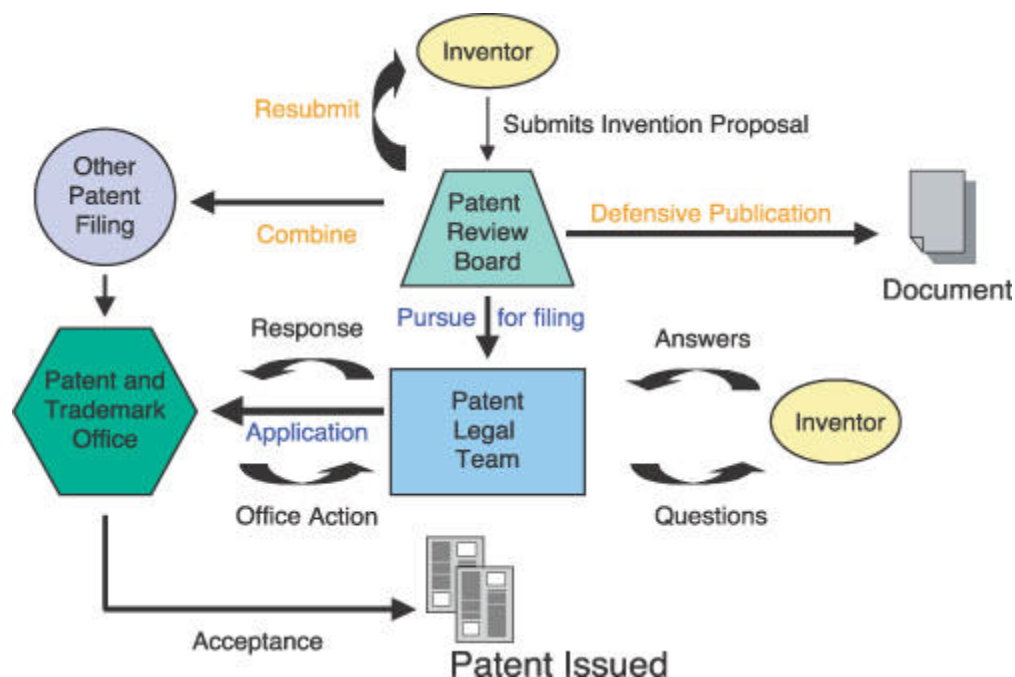 Inventor
Resubmit
Submits Invention Proposal
Other
Patent
Filing
Combine
Patent
Review
Board
Defensive Publication
Document
Pursue for filing
Response
Answers
Patent and
Trademark
Office
Application
Patent
Legal
Team
Inventor
Office Action
Questions
Acceptance
Patent Issued